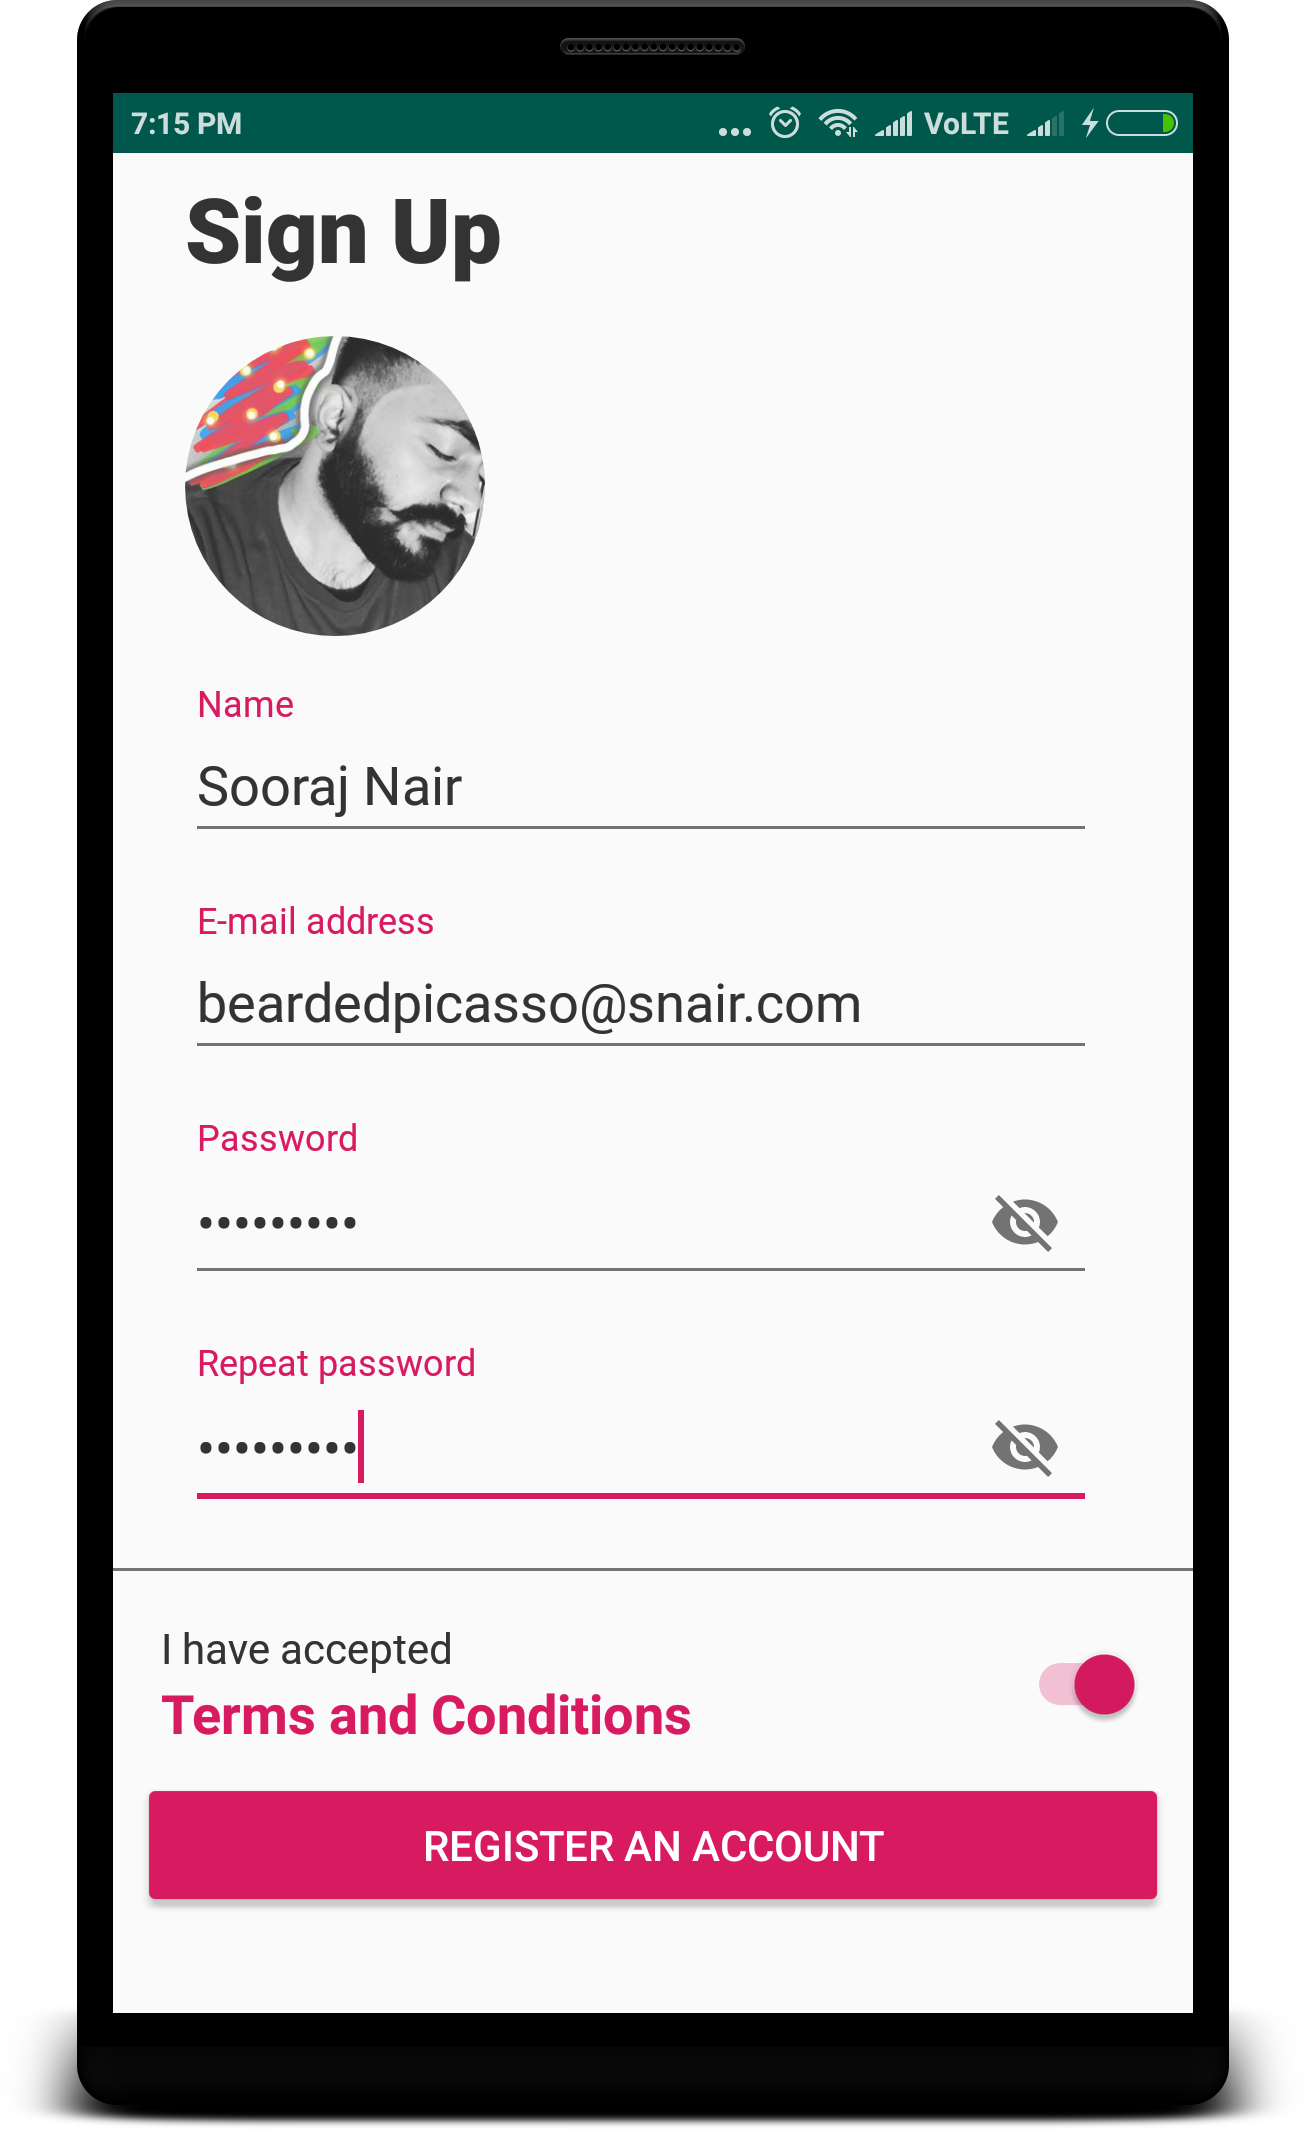 7:15 PM
VoLTE
Sign Up
Name
Sooraj Nair
E-mail address
beardedpicasso@snair.com
Password
•••••••••
Repeat password
•••••••••
I have accepted
Terms and Conditions
REGISTER AN ACCOUNT